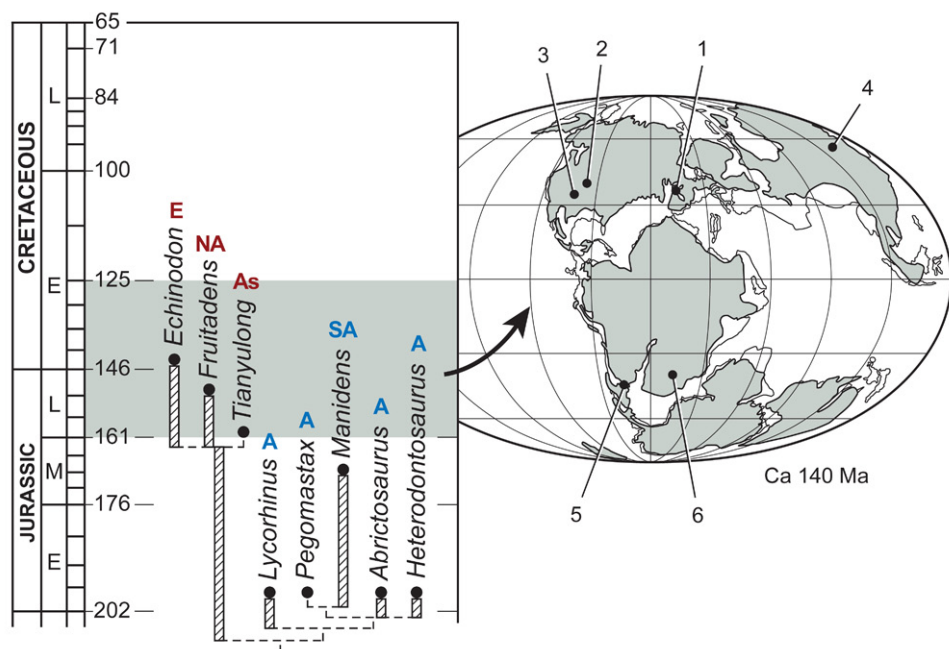 CRETACEOUS
JURASSIC
L
E
L
M
E
65
71
84
100
125
146
161
176
202
E
Echinodon
NA
Fruitadens
As
Tianyulong
A
Lycorhinus
A
Pegomastax
SA
Manidens
A
Abrictosaurus
A
Heterodontosaurus
3
2
1
4
5
6
Ca 140 Ma